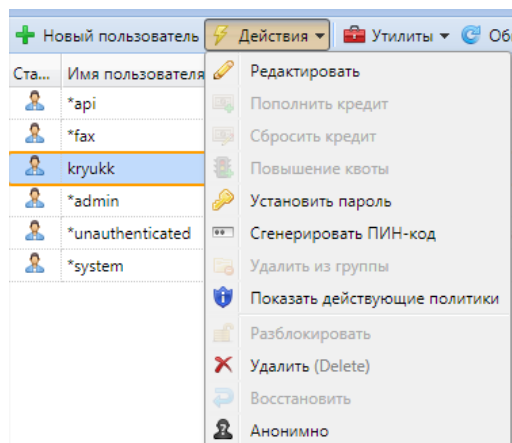 Новый пользователь Действия Утилиты Об
Ста... Имя пользователя
Редактировать
*api
Пополнить кредит
*fax
Сбросить кредит
kryukk
Повышение квоты
*admin
Установить пароль
*unauthenticated
Сгенерировать ПИН-код
*system
Удалить из группы
Показать действующие политики
Разблокировать
Удалить (Delete)
Восстановить
Анонимно